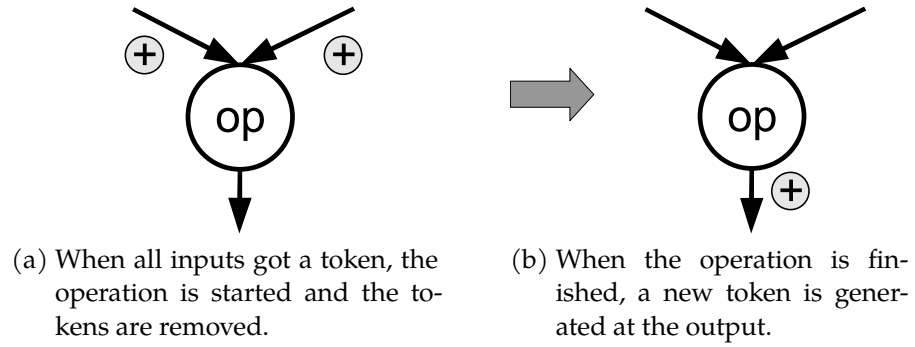 + +
op
(a) When all inputs got a token, the
operation is started and the to-
kens are removed.
op
+
(b) When the operation is fin-
ished, a new token is gener-
ated at the output.